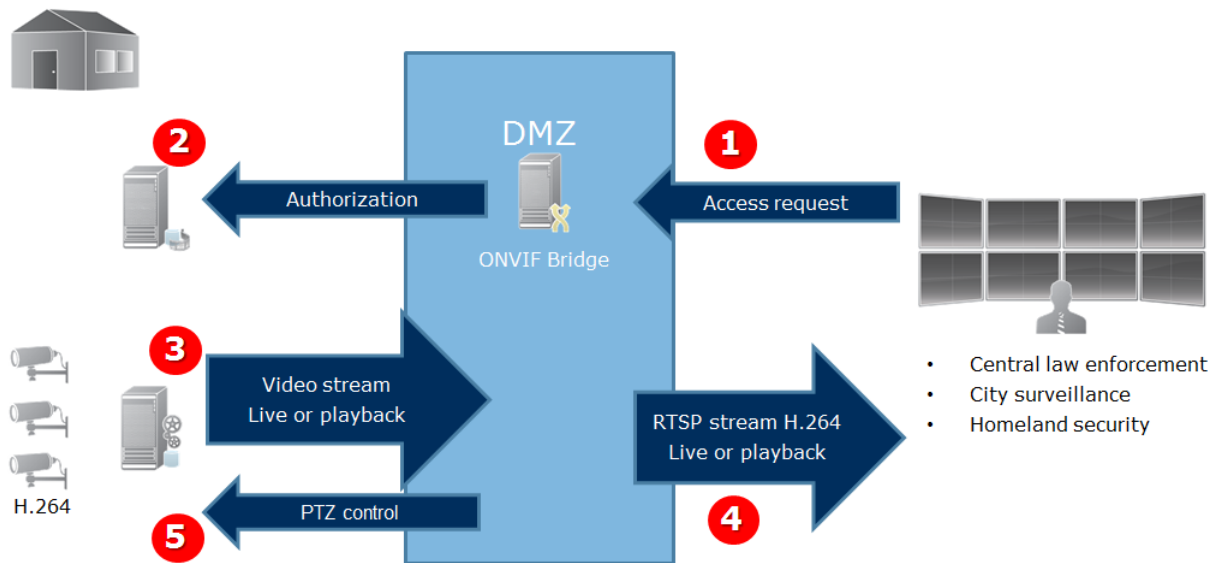 2
DMZ
1
Authorization
Access request
ONVIF Bridge
3
Video stream
Live or playback
RTSP stream H.264
Live or playback
• Central law enforcement
• City surveillance
• Homeland security
H.264
PTZ control
5
4